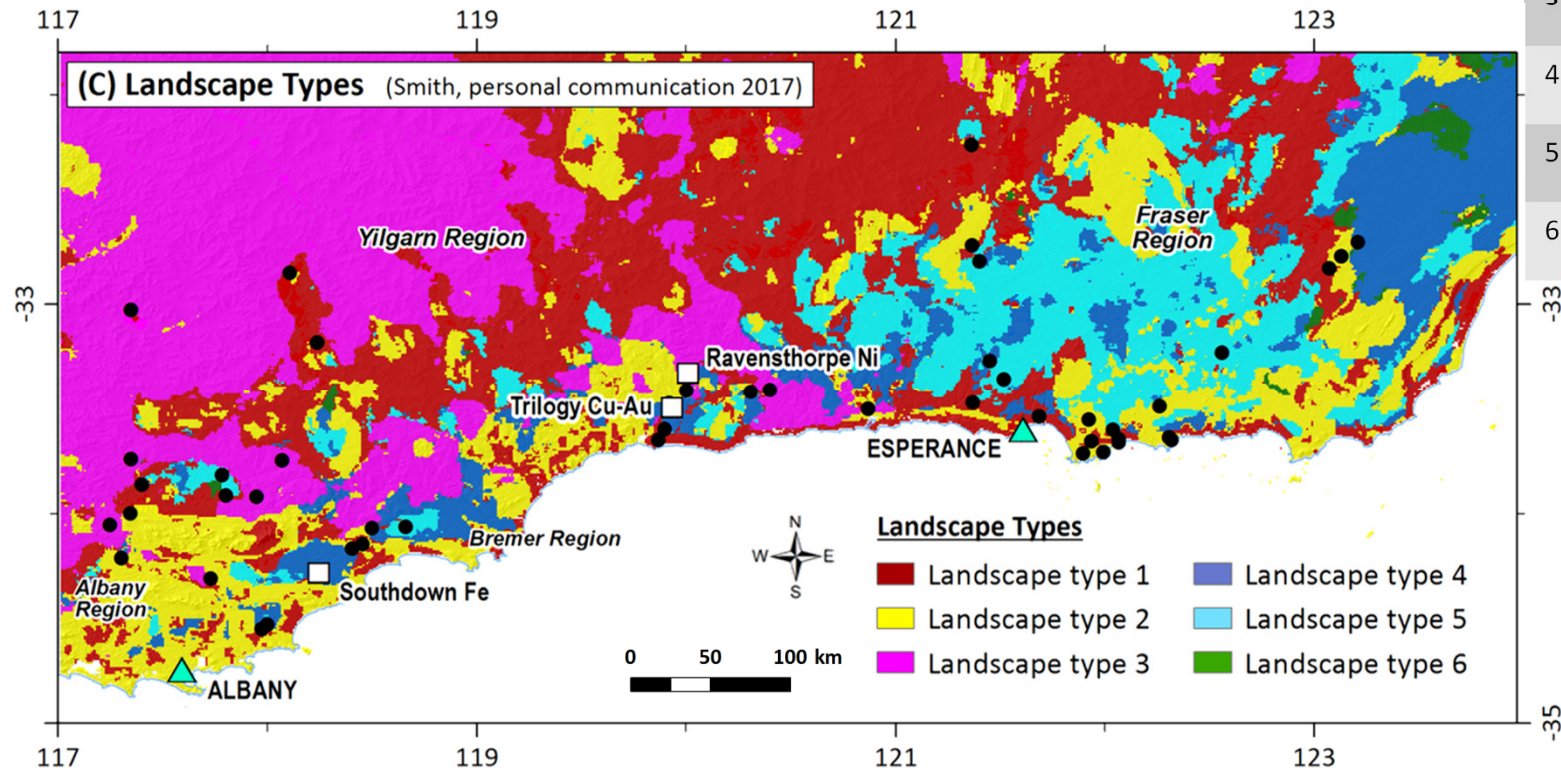 117 119 121 123
(C) Landscape Types (Smith, personal communication 2017)
4
5
6
Fraser
Region
Yilgarn Region
-33 -33
Ravensthorpe Ni
Trilogy Cu-Au
ESPERANCE
Bremer Region
N
W E
S
Albany
Region
Southdown Fe
ALBANY
0 50 100 km
Landscape Types
Landscape type 1 Landscape type 4
Landscape type 2 Landscape type 5
Landscape type 3 Landscape type 6
-35
117 119 121 123